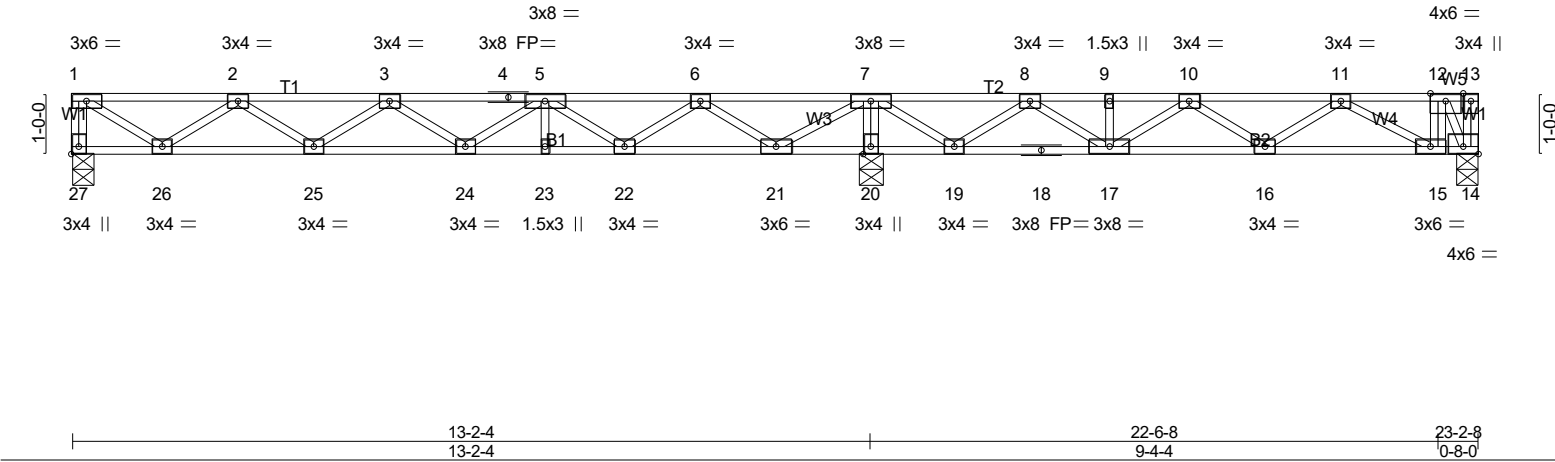 3x8 =
4x6 =
3x6 =
3x4 =
3x4 =
3x8 FP=
3x4 =
3x8 =
3x4 =
1.5x3 ||
3x4 =
3x4 =
3x4 ||
1
2
3
4
5
6
7
8
9
10
11
12
13
T1
T2
W5
W1
W3
W4
W1
1-0-0
1-0-0
B1
B2
27
26
25
24
23
22
21
20
19
18
17
16
15
14
3x4 ||
3x4 =
3x4 =
3x4 =
1.5x3 ||
3x4 =
3x6 =
3x4 ||
3x4 =
3x8 FP=
3x8 =
3x4 =
3x6 =
4x6 =
13-2-4
22-6-8
23-2-8
13-2-4
9-4-4
0-8-0